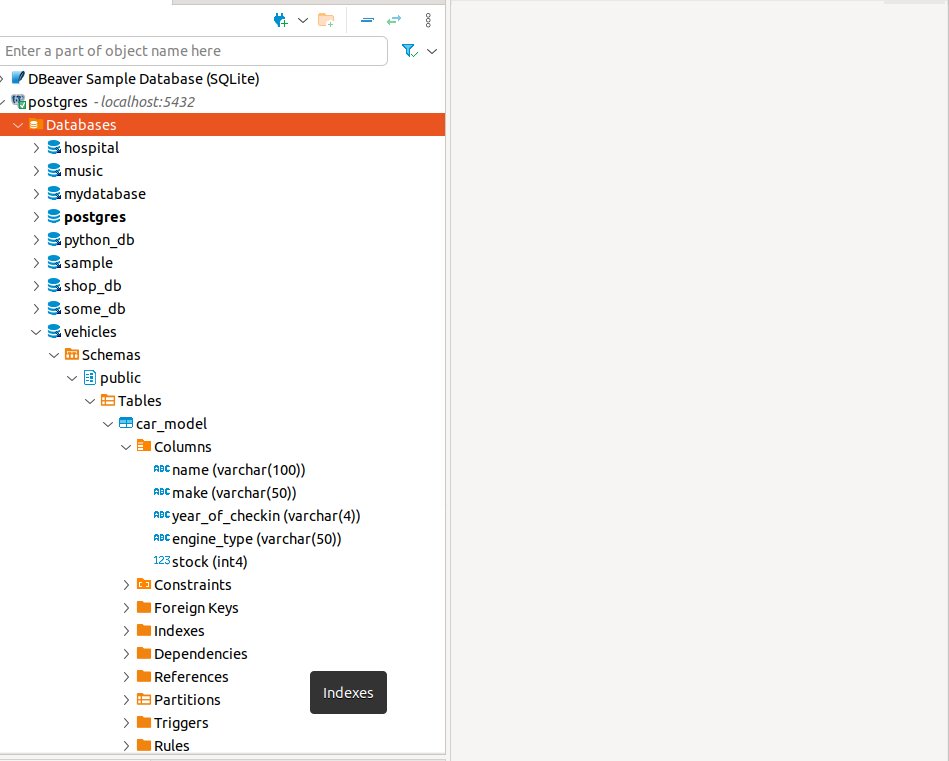 Enter a part of object name here
DBeaver Sample Database (SQLite)
postgres - localhost:5432
Databases
hospital
music
mydatabase
postgres
python_db
sample
shop_db
some_db
vehicles
Schemas
public
Tables
car_model
Columns
ABC name (varchar(100))
ABC make (varchar(50))
ABC year_of_checkin (varchar(4))
ABC engine_type (varchar(50))
123 stock (int4)
Constraints
Foreign Keys
Indexes
Dependencies
References
Indexes
Partitions
Triggers
Rules